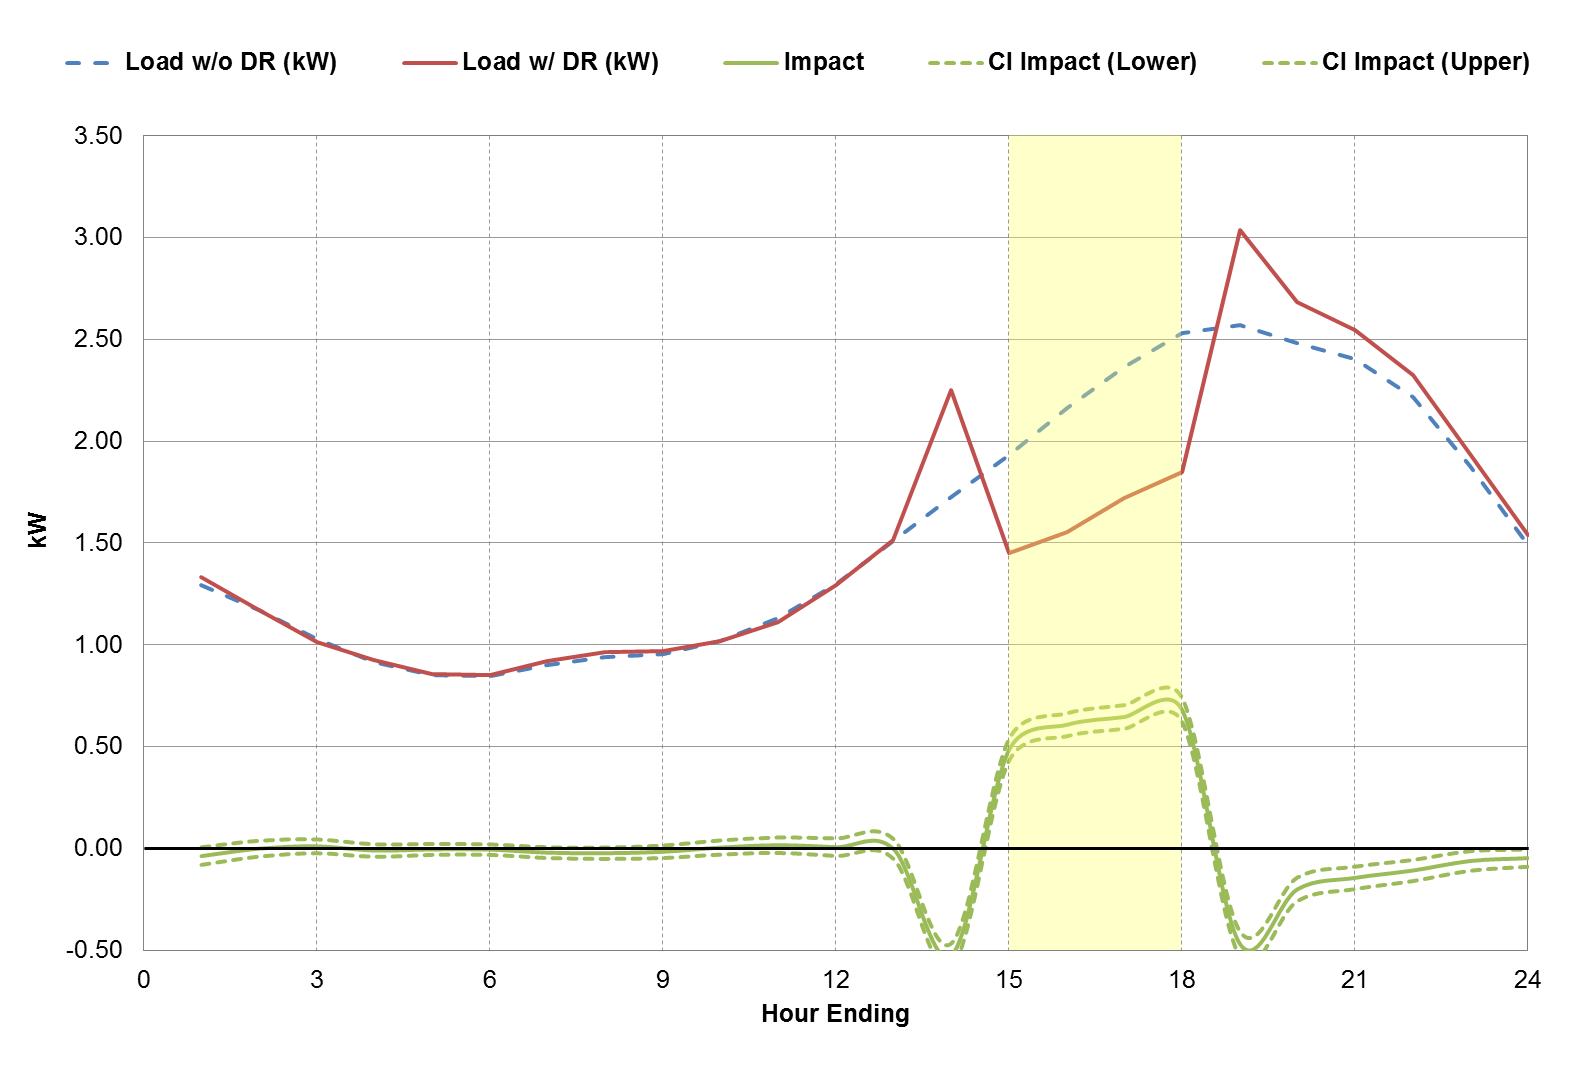 Load w/o DR (kW) Load w/ DR (kW) Impact CI Impact (Lower) CI Impact (Upper)
3.50
3.00
2.50
2.00
1.50
1.00
0.50
0.00
-0.50
kW
0 3 6 9 12 15 18 21 24
Hour Ending